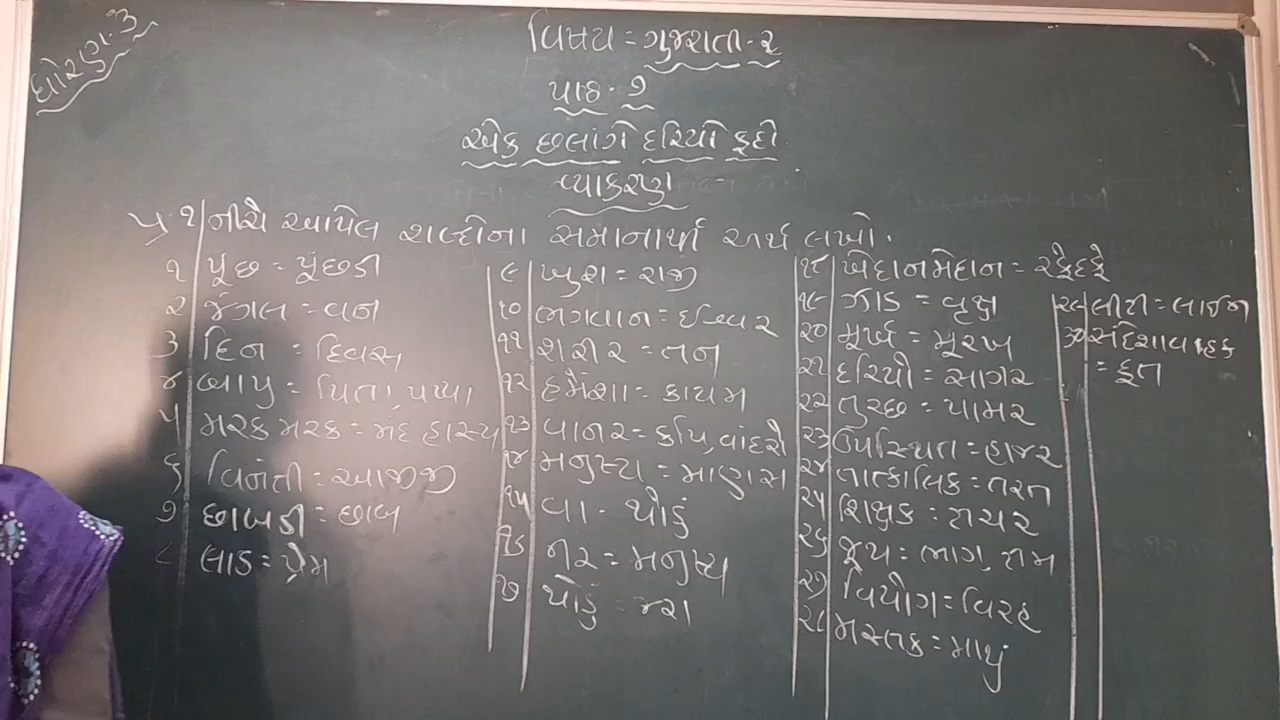 ધોરણ.૩
વિષય = ગુજરાતી-૨
પાઠ. ૭
એક છલાંગે દરિયો કૂદી.
વ્યાકરણ
પ્ર.૧ નીચે આપેલ શબ્દોના સમાનાર્થી અર્થ લખો.
૧ પૂંછ = પૂંછડી
૨ જંગલ = વન
૩ દિન = દિવસ
૪ બાપુ = પિતા, પપ્પા
૫ મરક મરક = મંદ હાસ્ય
૬ વિનંતી = આજીજી
૭ છાબડી = છાબ
૮ લાડ = પ્રેમ
૯ ખુશ = રાજી
૧૦ ભગવાન = ઈશ્વર
૧૧ શરીર = તન
૧૨ હંમેંશા = કાયમ
૧૩ વાનર = કપિ, વાંદરો
૧૪ મનુષ્ય = માણસ
૧૫ વા - થોડું
૧૬ નર = મનુષ્ય
૧૭ થોડું = જરા
૧૮ ખેદાનમેદાન = રફેદફે
૧૯ ઝાડ = વૃક્ષ
૨૦ મૂર્ખ = મૂરખ
૨૧ દરિયો = સાગર
૨૨ તુચ્છ = પામર
૨૩ ઉપસ્થિત = હાજર
૨૪ તાત્કાલિક = તરત
૨૫ શિક્ષક = ટીચર
૨૬ જૂથ = ભાગ, ટીમ
૨૭ વિયોગ = વિરહ
૨૮ મસ્તક = માથું
૨૯ લીટી = લાઈન
૩૦ સંદેશાવાહક
= દૂત